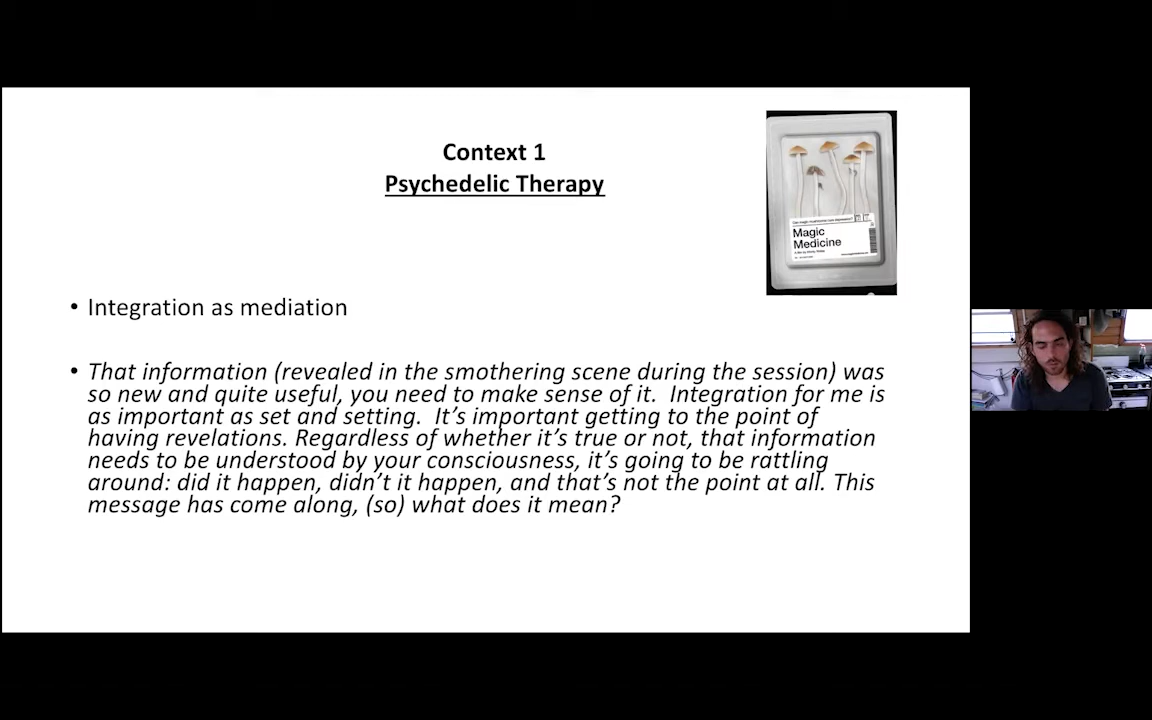 Context 1
Psychedelic Therapy
Magic
Medicine
• Integration as mediation
• That information (revealed in the smothering scene during the session) was
so new and quite useful, you need to make sense of it.  Integration for me is
as important as set and setting.  It’s important getting to the point of
having revelations. Regardless of whether it’s true or not, that information
needs to be understood by your consciousness, it’s going to be rattling
around: did it happen, didn’t it happen, and that’s not the point at all. This
message has come along, (so) what does it mean?